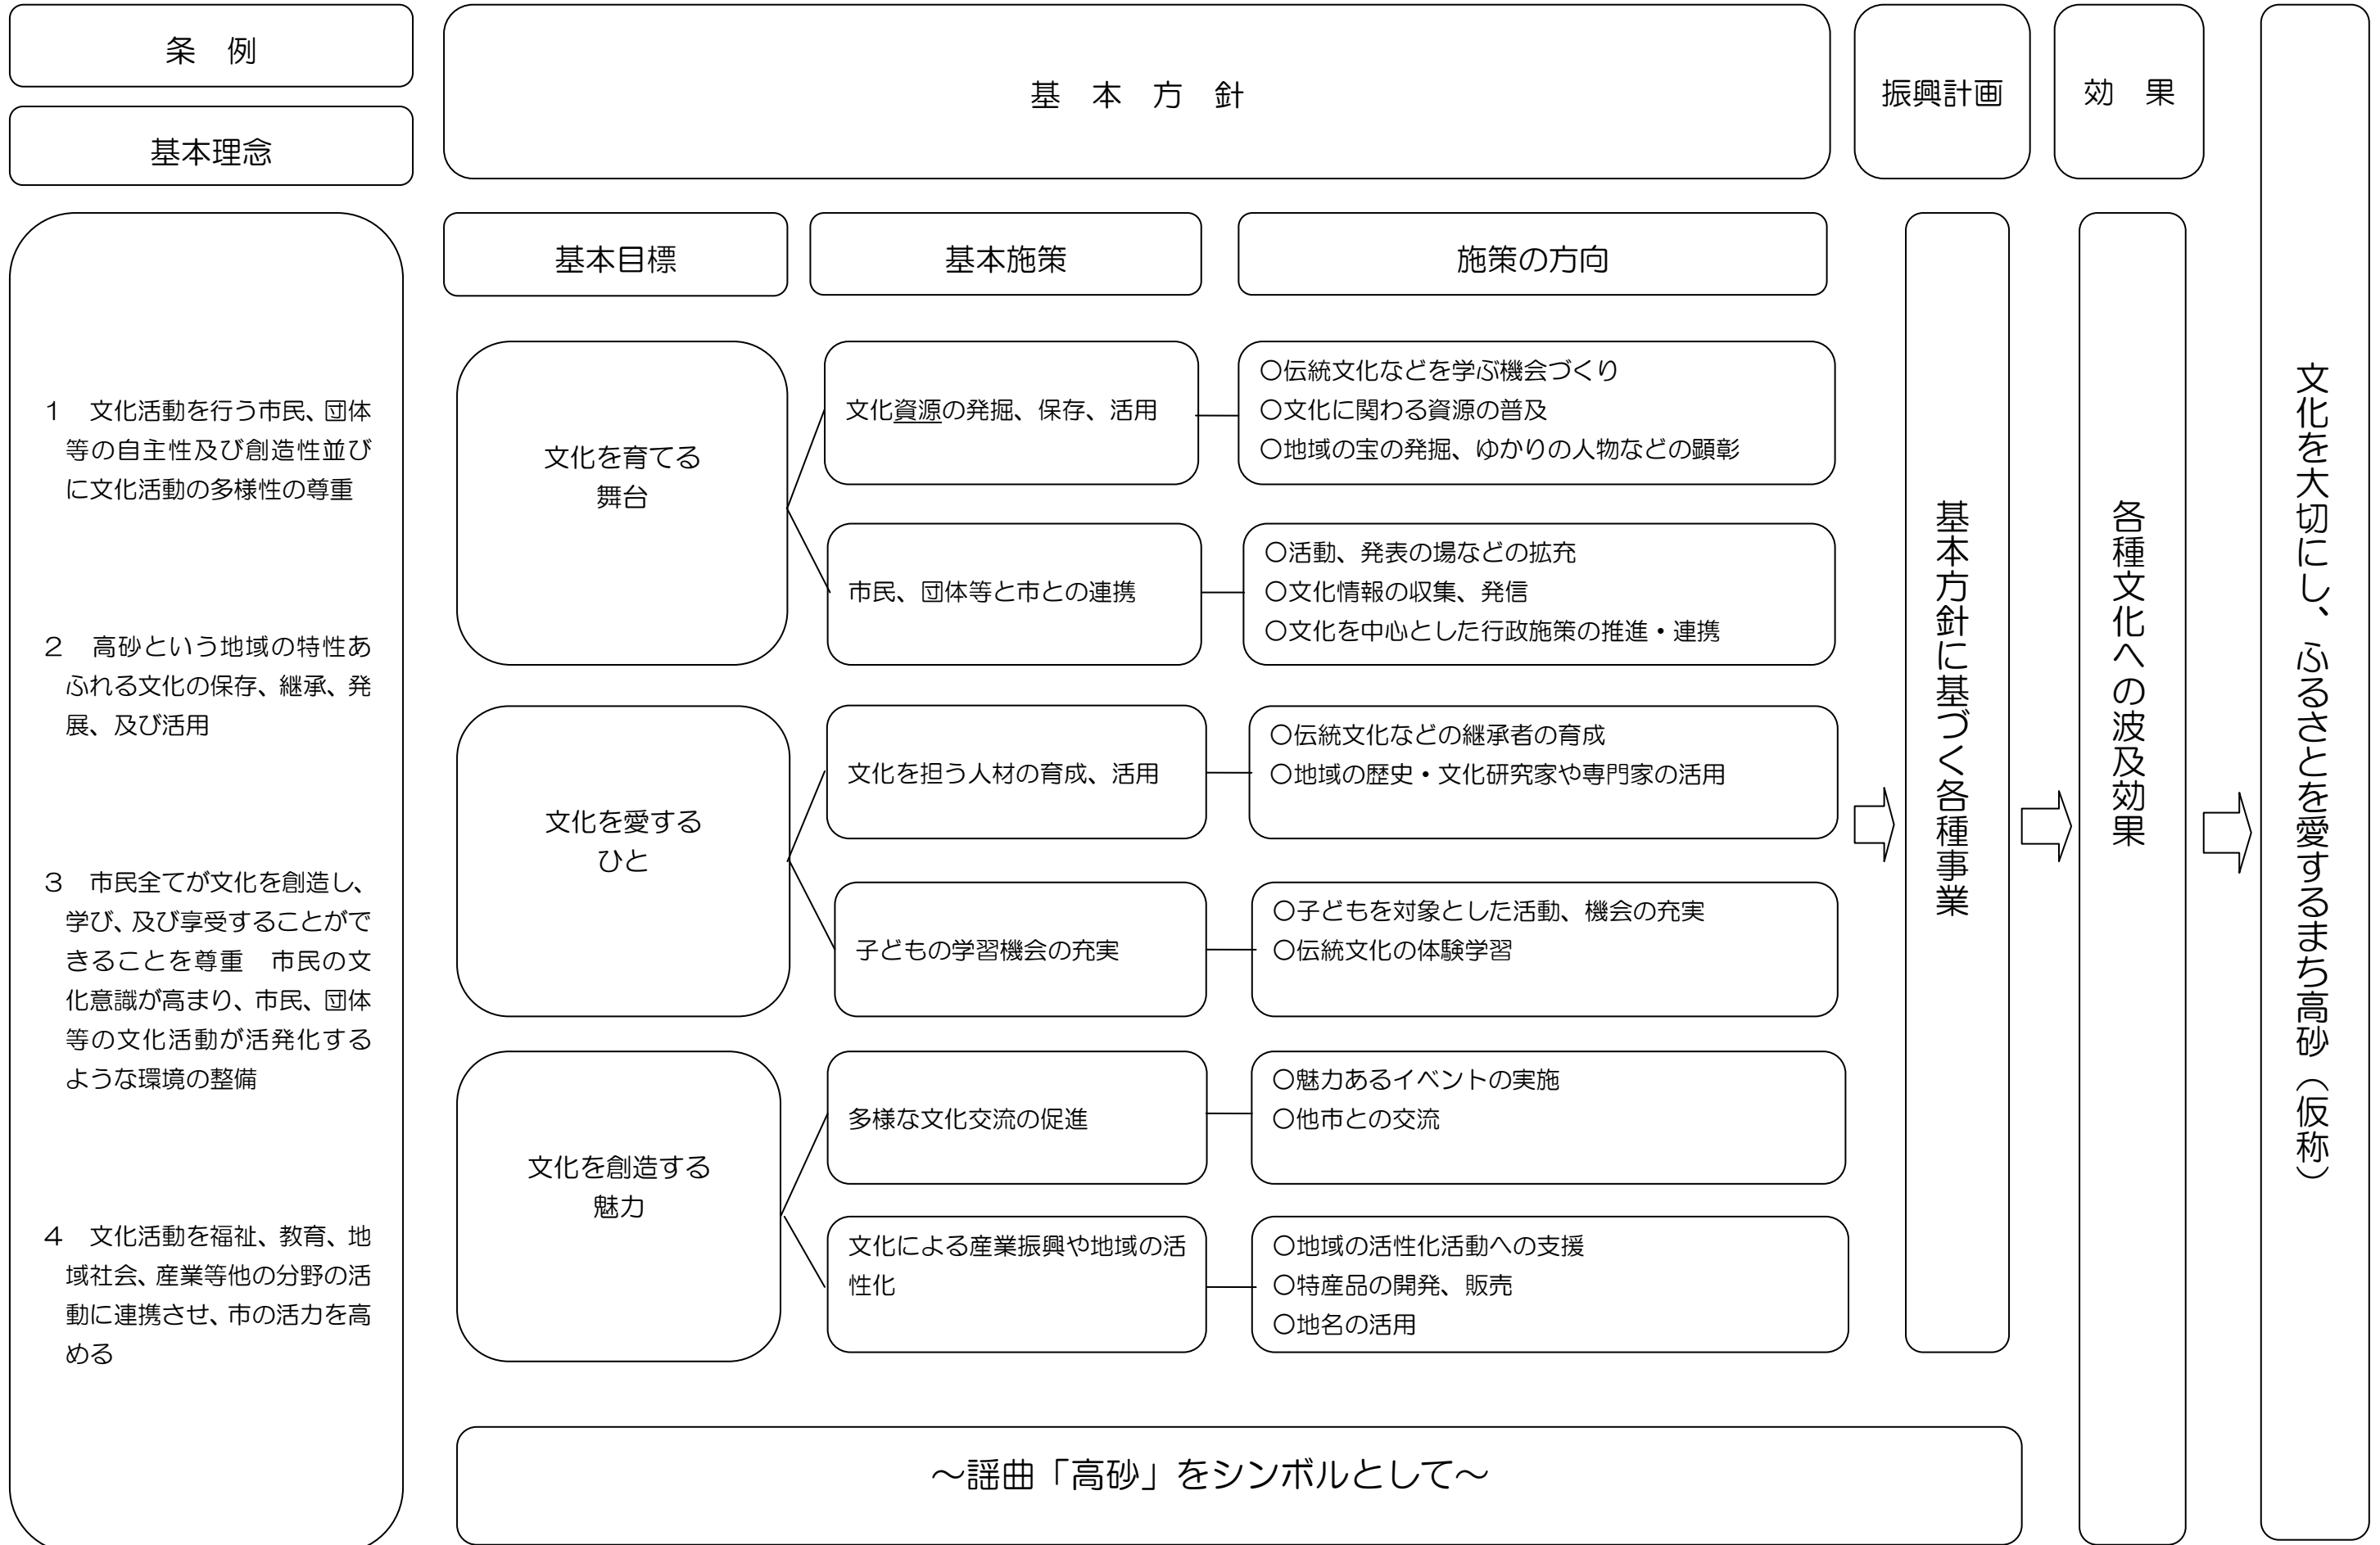 条　例
基本理念
1　文化活動を行う市民、団体
等の自主性及び創造性並び
に文化活動の多様性の尊重
2　高砂という地域の特性あ
ふれる文化の保存、継承、発
展、及び活用
3　市民全てが文化を創造し、
学び、及び享受することがで
きることを尊重　市民の文
化意識が高まり、市民、団体
等の文化活動が活発化する
ような環境の整備
4　文化活動を福祉、教育、地
域社会、産業等他の分野の活
動に連携させ、市の活力を高
める
基　本　方　針
基本目標
基本施策
施策の方向
文化を育てる
舞台
文化資源の発掘、保存、活用
○伝統文化などを学ぶ機会づくり
○文化に関わる資源の普及
○地域の宝の発掘、ゆかりの人物などの顕彰
市民、団体等と市との連携
○活動、発表の場などの拡充
○文化情報の収集、発信
○文化を中心とした行政施策の推進・連携
文化を愛する
ひと
文化を担う人材の育成、活用
○伝統文化などの継承者の育成
○地域の歴史・文化研究家や専門家の活用
子どもの学習機会の充実
○子どもを対象とした活動、機会の充実
○伝統文化の体験学習
文化を創造する
魅力
多様な文化交流の促進
○魅力あるイベントの実施
○他市との交流
文化による産業振興や地域の活
性化
○地域の活性化活動への支援
○特産品の開発、販売
○地名の活用
～謡曲「高砂」をシンボルとして～
振興計画
基本方針に基づく各種事業
効　果
各種文化への波及効果
文化を大切にし、ふるさとを愛するまち高砂（仮称）